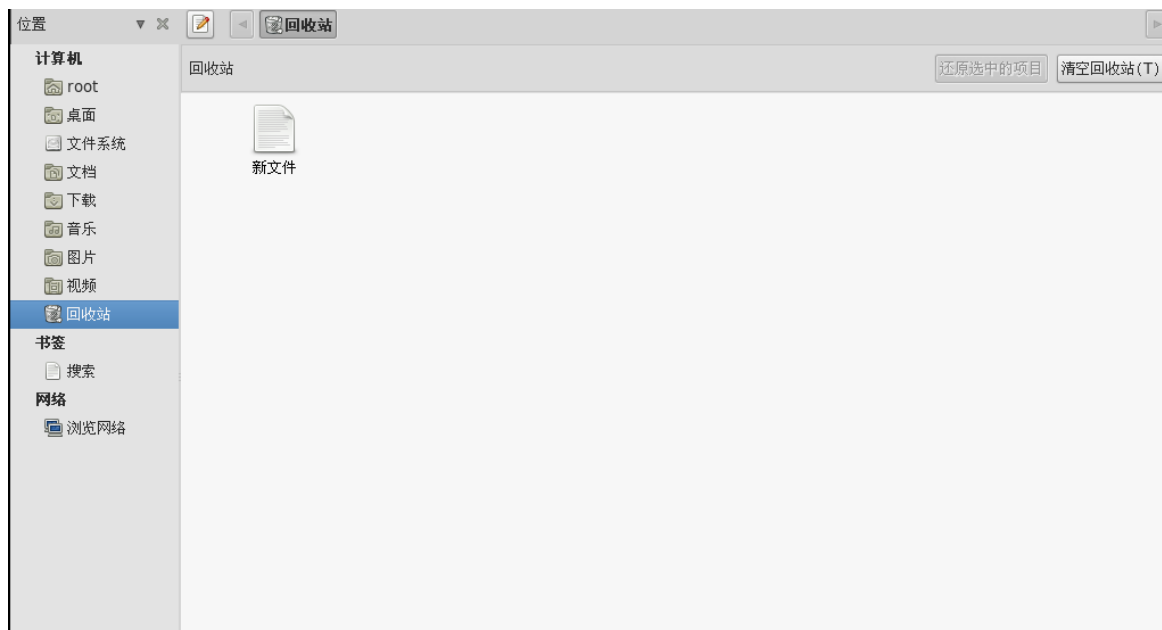 位置
回收站
计算机
root
桌面
文件系统
文档
下载
音乐
图片
视频
回收站
书签
搜索
网络
浏览网络
回收站
还原选中的项目
清空回收站(T)
新文件